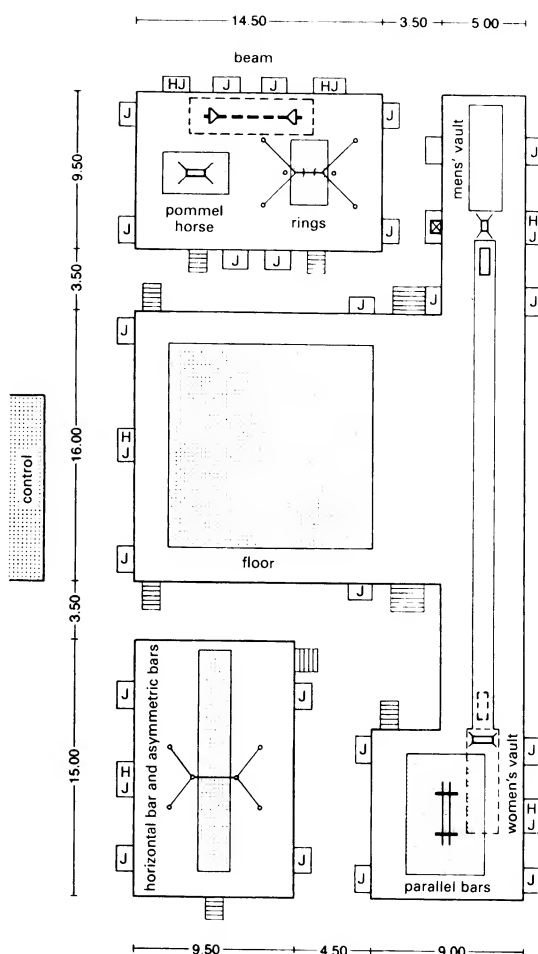 14.50
3.50
5 00
beam
HJ
J
J
HJ
J
J
9.50
mens' vault
J
pommel
horse
rings
J
J
H
J
J
J
3.50
J
J
J
J
16.00
control
H
J
floor
J
J
3.50
horizontal bar and asymmetric bars
J
J
15.00
H
J
J
J
J
J
women's vault
H
J
J
J
parallel bars
9.50
4.50
9.00